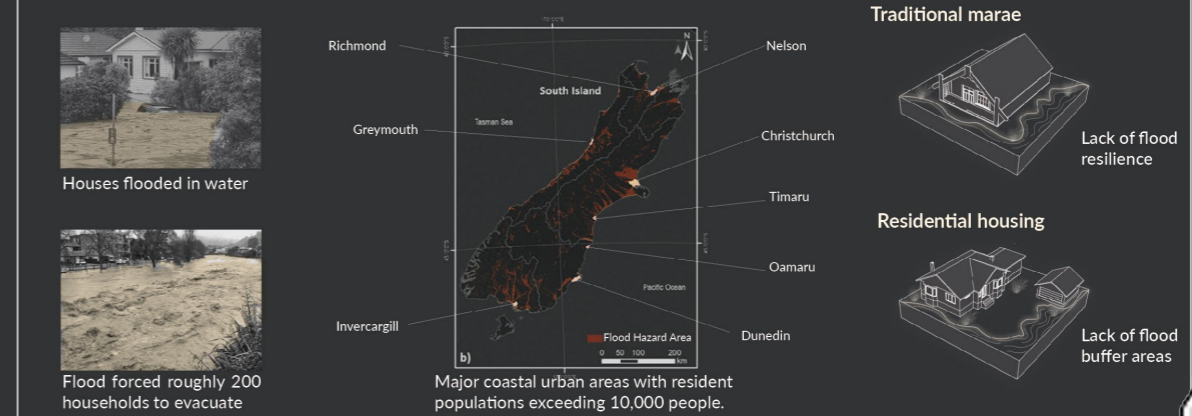 Houses flooded in water
Flood forced roughly 200
households to evacuate
Richmond
Greymouth
Invercargill
South Island
Tasman Sea
Pacific Ocean
N
Nelson
Christchurch
Timaru
Oamaru
Dunedin
Flood Hazard Area
0 50 100 200
km
b)
Major coastal urban areas with resident
populations exceeding 10,000 people.
Traditional marae
Lack of flood
resilience
Residential housing
Lack of flood
buffer areas